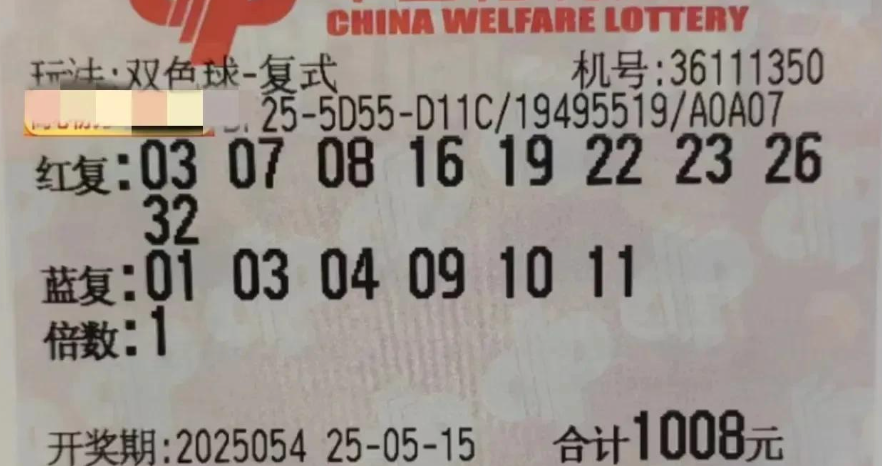 CHINA WELFARE LOTTERY
玩法:双色球-复式 机号:36111350
25-5D55-D11C/19495519/A0A07
红复:03 07 08 16 19 22 23 26
32
蓝复:01 03 04 09 10 11
倍数:1
开奖期:2025054 25-05-15 合计1008元